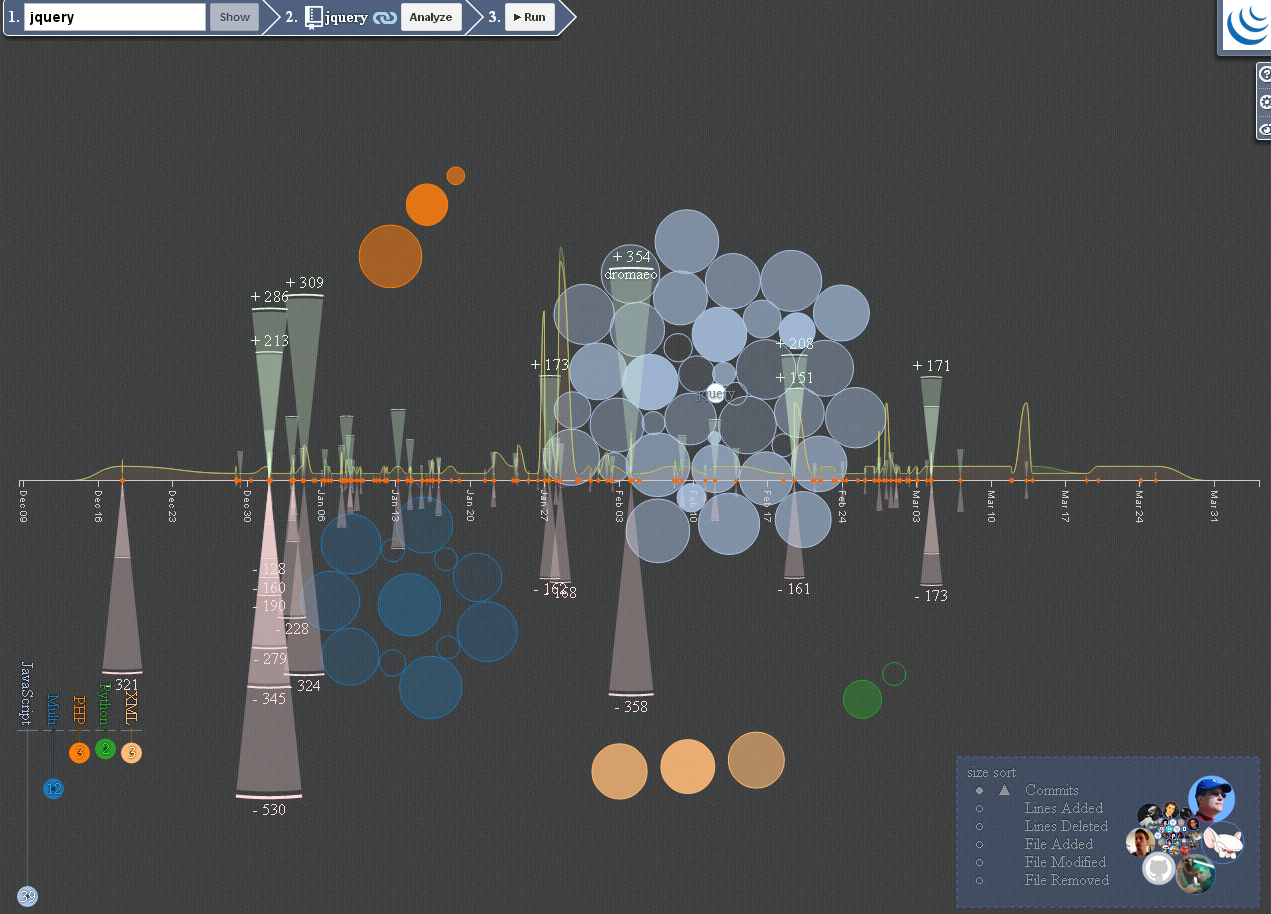 1. jquery Show 2. jquery Analyze 3. Run
+ 354
dromaeo
+ 309
+ 286
+ 213
+ 208
+ 173
+ 171
+ 151
jquery
Dec 09 Dec 16 Dec 23 Dec 30 Jan 06 Jan 13 Jan 20 Jan 27 Feb 03 Feb 10 Feb 17 Feb 24 Mar 03 Mar 10 Mar 17 Mar 24 Mar 31
- 128
- 160
- 190
- 228
- 279
- 345
- 530
321
324
- 162
- 168
- 358
- 161
- 173
JavaScript Multi PHP Python XML
3 2 3
12
39
size sort
Commits
Lines Added
Lines Deleted
File Added
File Modified
File Removed